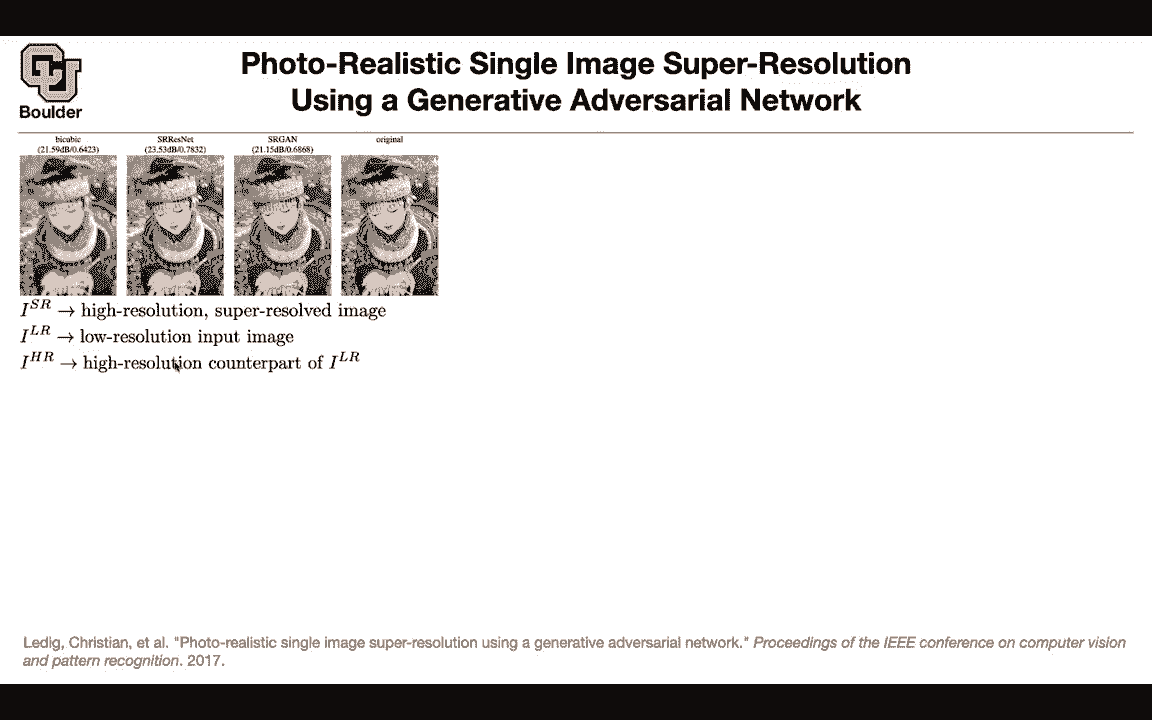 Boulder
Photo-Realistic Single Image Super-Resolution
Using a Generative Adversarial Network
bicubic
(21.59dB/0.6423)
SRResNet
(23.53dB/0.7832)
SRGAN
(21.15dB/0.6868)
original
I^{SR} → high-resolution, super-resolved image
I^{LR} → low-resolution input image
I^{HR} → high-resolution counterpart of I^{LR}
Ledig, Christian, et al. "Photo-realistic single image super-resolution using a generative adversarial network." Proceedings of the IEEE conference on computer vision
and pattern recognition. 2017.